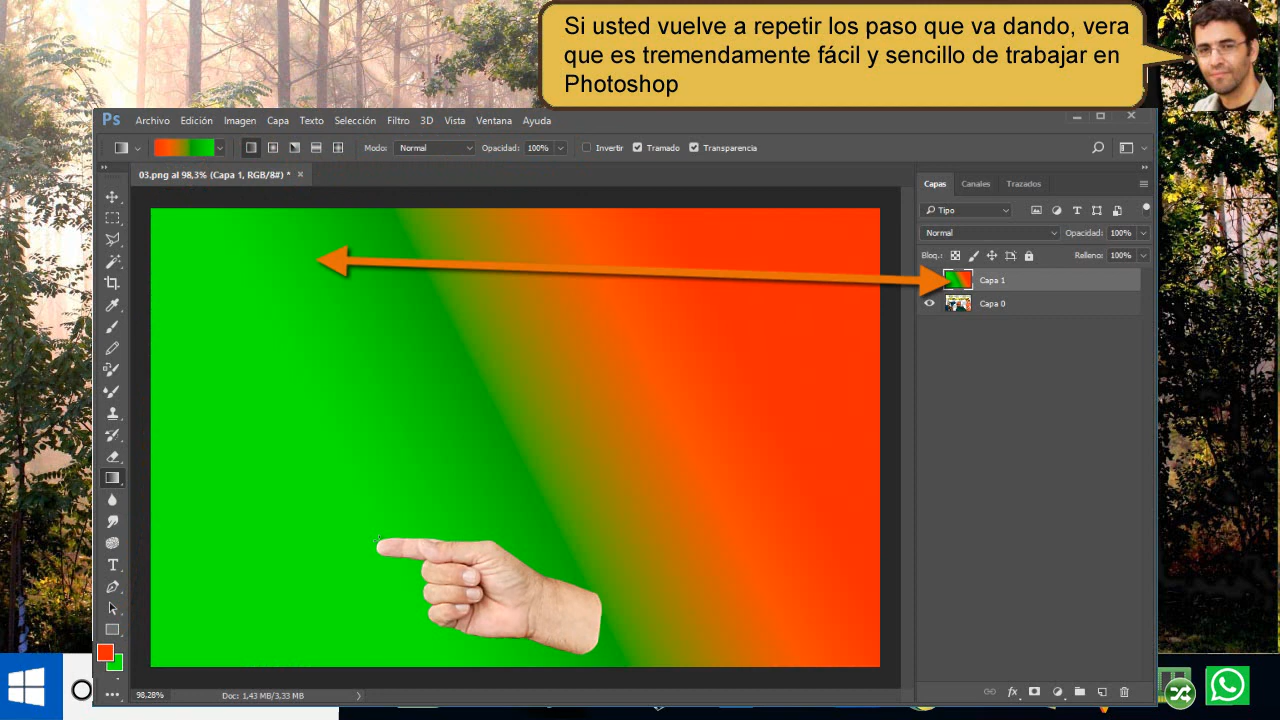 Si usted vuelve a repetir los paso que va dando, vera
que es tremendamente fácil y sencillo de trabajar en
Photoshop
Ps Archivo Edición Imagen Capa Texto Selección Filtro 3D Vista Ventana Ayuda
Modo: Normal Opacidad: 100% Invertir Tramado Transparencia
03.png al 98,3% (Capa 1, RGB/8#) * ×
Capas Canales Trazados
Tipo
Normal Opacidad: 100%
Bloq.: Relleno: 100%
Capa 1
Capa 0
98,28% Doc: 1,43 MB/3,33 MB